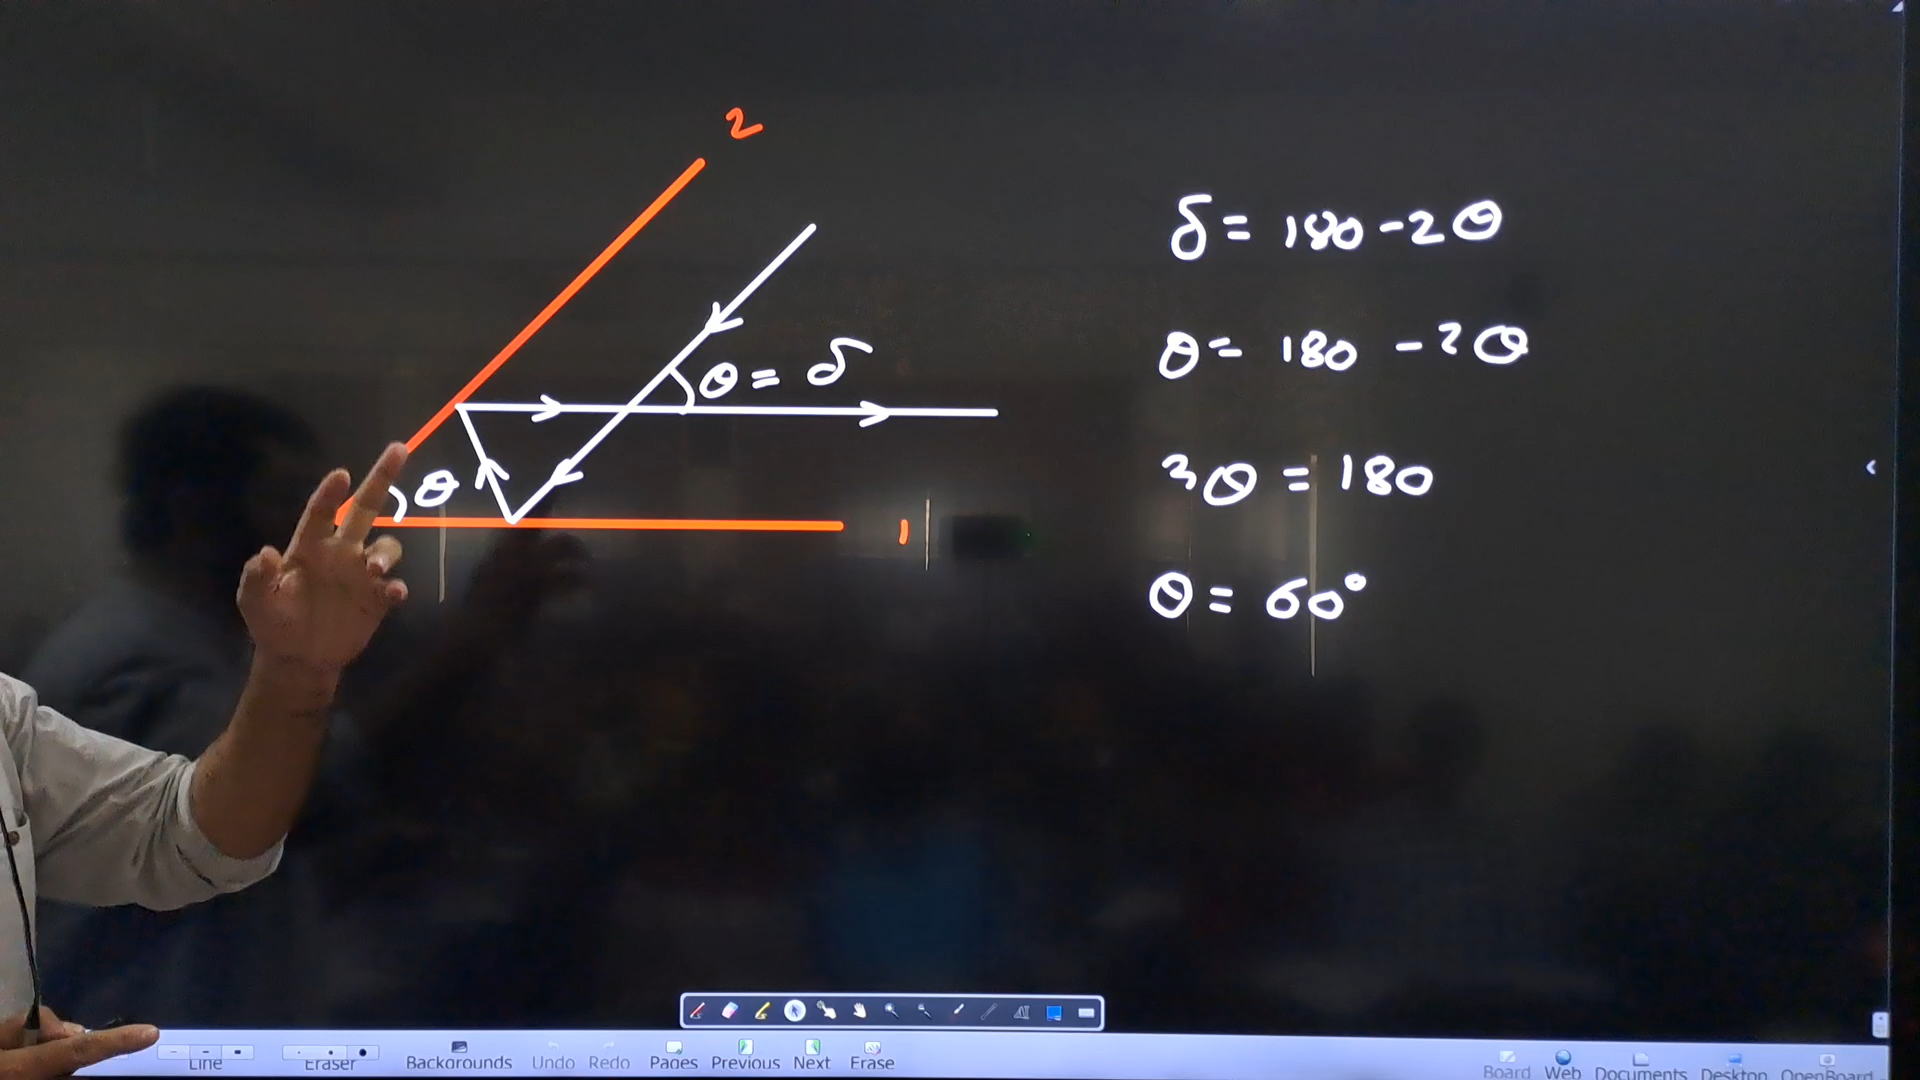 2
δ = 180 - 2θ
θ = δ
θ = 180 - 2θ
θ
3θ = 180
1
θ = 60°
Line
Eraser
Backgrounds
Undo
Redo
Pages
Previous
Next
Erase
Board
Web
Documents
Desktop
OpenBoard